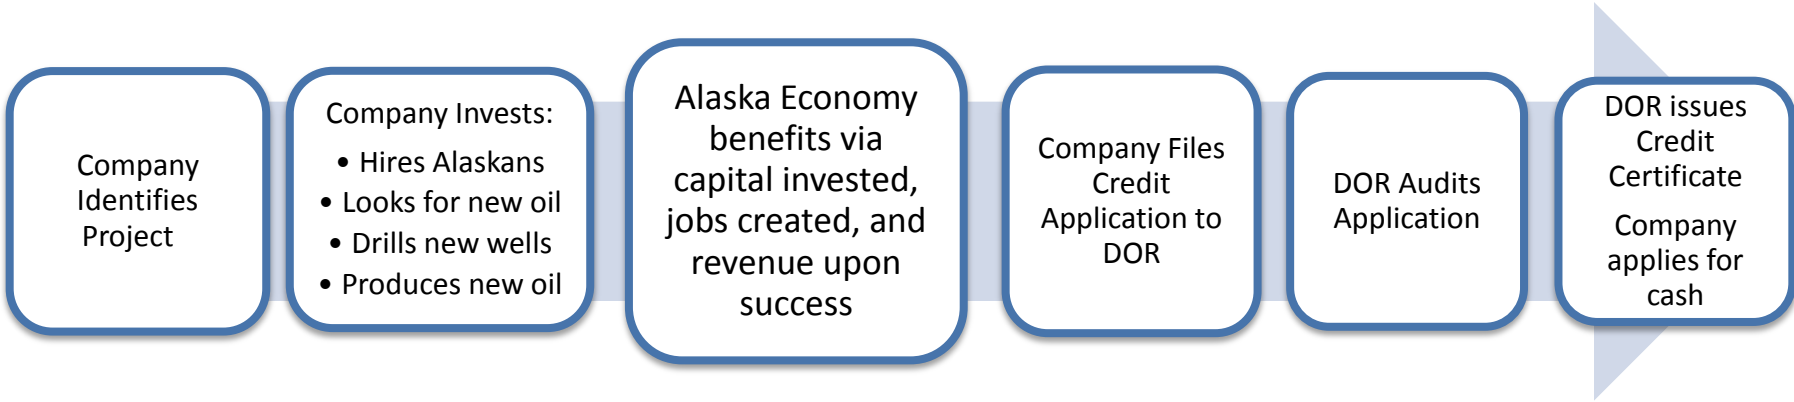 Company
Identifies
Project
Company Invests:
• Hires Alaskans
• Looks for new oil
• Drills new wells
• Produces new oil
Alaska Economy
benefits via
capital invested,
jobs created, and
revenue upon
success
Company Files
Credit
Application to
DOR
DOR Audits
Application
DOR issues
Credit
Certificate
Company
applies for
cash